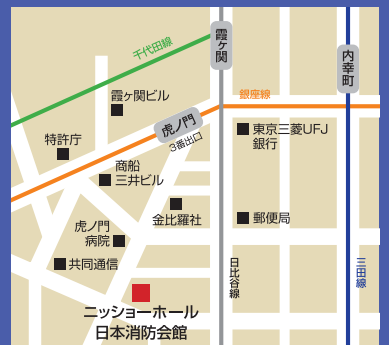 霞ヶ関
千代田線
内幸町
霞ヶ関ビル
銀座線
虎ノ門
3番出口
東京三菱UFJ
銀行
特許庁
商船
三井ビル
金比羅社
郵便局
虎ノ門
病院
共同通信
日比谷線
三田線
ニッショーホール
日本消防会館